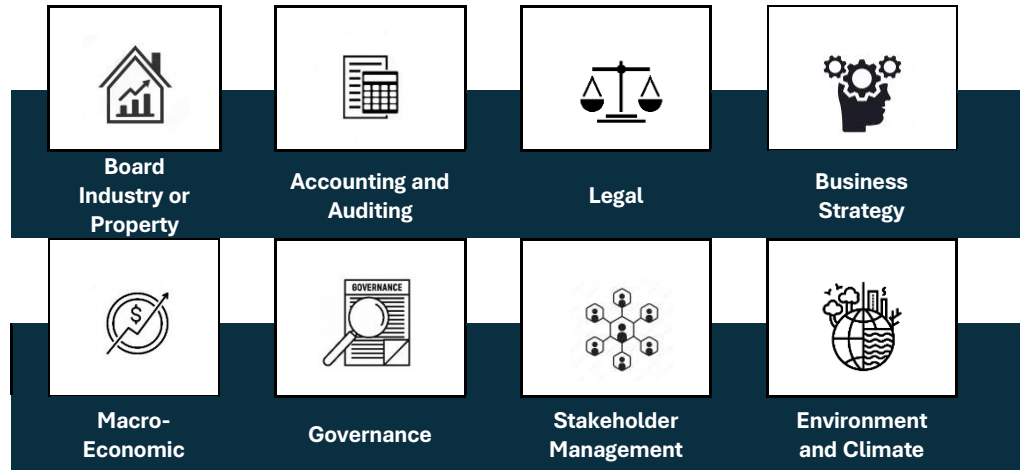 Board
Industry or
Property
Accounting and
Auditing
Legal
Business
Strategy
$
GOVERNANCE
Macro-
Economic
Governance
Stakeholder
Management
Environment
and Climate